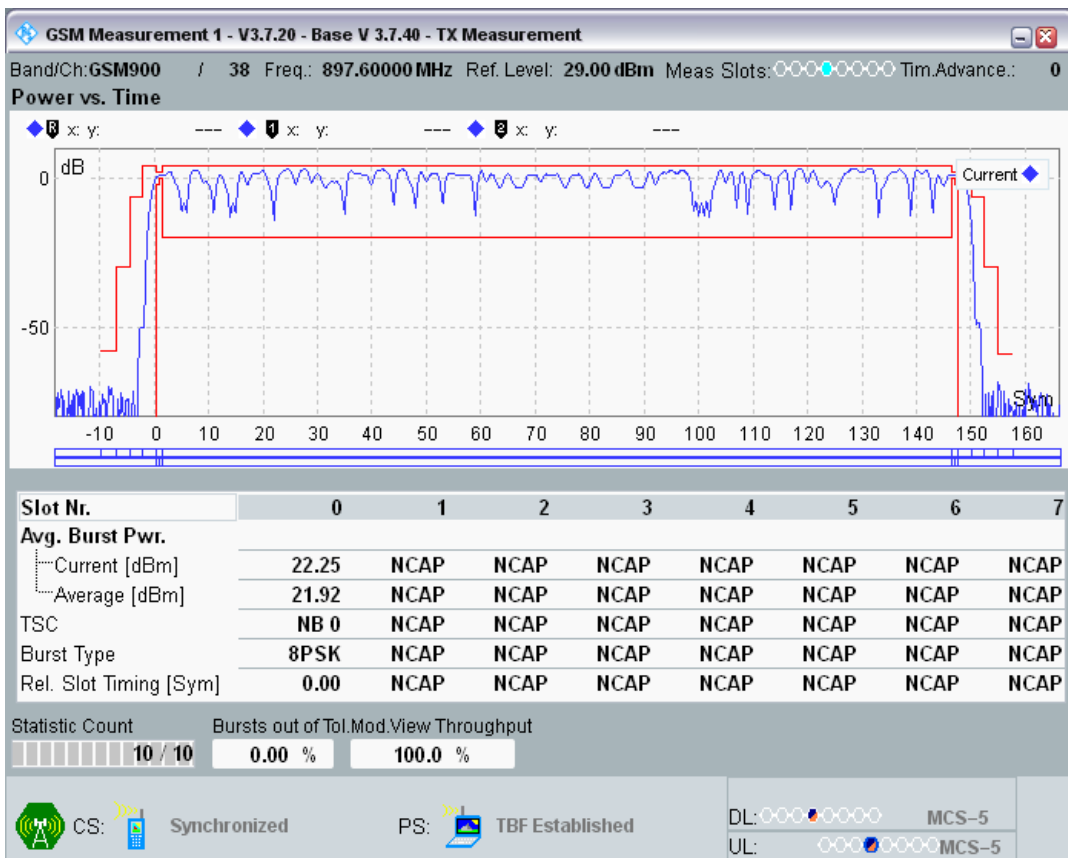 GSM Measurement 1 - V3.7.20 - Base V 3.7.40 - TX Measurement
Band/Ch:GSM900 / 38 Freq.: 897.60000 MHz Ref. Level: 29.00 dBm Meas Slots: Tim.Advance.: 0
Power vs. Time
R x: y: --- 1 x: y: --- 2 x: y: ---
dB
Current
0
-50
Sym
-10 0 10 20 30 40 50 60 70 80 90 100 110 120 130 140 150 160
Slot Nr. 0 1 2 3 4 5 6 7
Avg. Burst Pwr.
Current [dBm] 22.25 NCAP NCAP NCAP NCAP NCAP NCAP NCAP
Average [dBm] 21.92 NCAP NCAP NCAP NCAP NCAP NCAP NCAP
TSC NB 0 NCAP NCAP NCAP NCAP NCAP NCAP NCAP
Burst Type 8PSK NCAP NCAP NCAP NCAP NCAP NCAP NCAP
Rel. Slot Timing [Sym] 0.00 NCAP NCAP NCAP NCAP NCAP NCAP NCAP
Statistic Count Bursts out of Tol. Mod.View Throughput
10 / 10 0.00 % 100.0 %
CS: Synchronized PS: TBF Established DL: MCS-5
UL: MCS-5